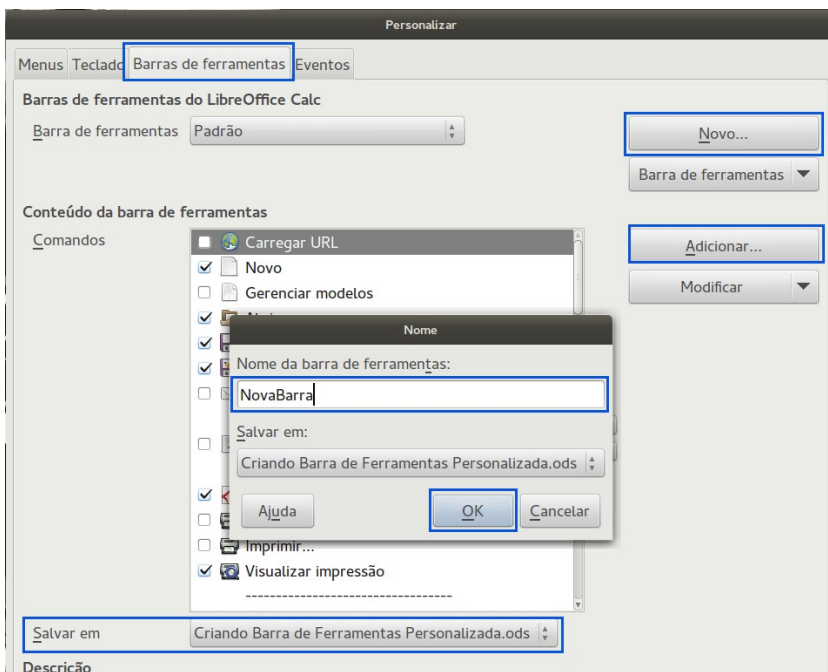 Personalizar
Menus Teclado Barras de ferramentas Eventos
Barras de ferramentas do LibreOffice Calc
Barra de ferramentas Padrão
Novo...
Barra de ferramentas
Conteúdo da barra de ferramentas
Comandos
Carregar URL
Adicionar...
Novo
Gerenciar modelos
Modificar
Nome
Nome da barra de ferramentas:
NovaBarra
Salvar em:
Criando Barra de Ferramentas Personalizada.ods
Ajuda OK Cancelar
Imprimir...
Visualizar impressão
----------------------------------
Salvar em Criando Barra de Ferramentas Personalizada.ods
Descrição